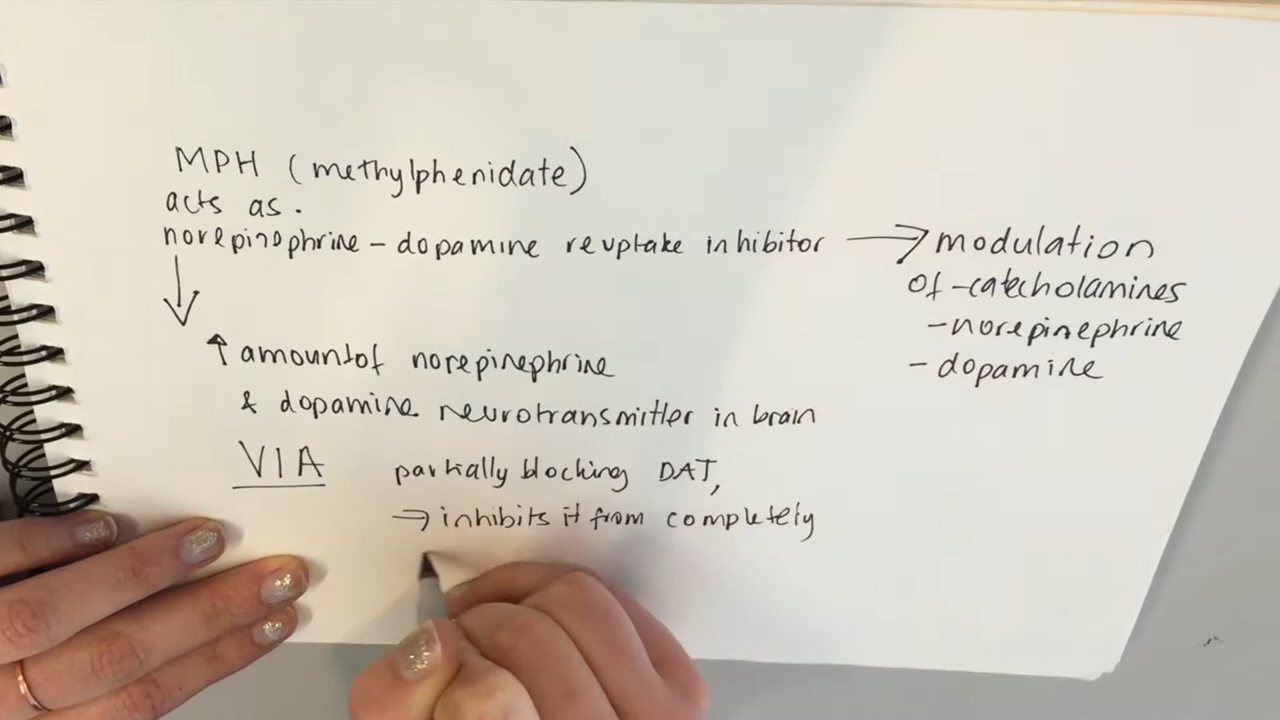 MPH (methylphenidate)
acts as.
norepinophrine - dopamine reuptake inhibitor → modulation
of - catecholamines
- norepinephrine
- dopamine
↓
↑ amount of norepinephrine
& dopamine neurotransmitter in brain
VIA partially blocking DAT,
→ inhibits it from completely